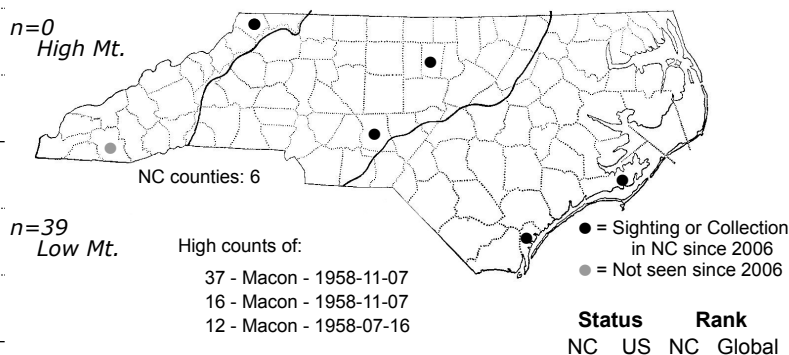 n=0
High Mt.
NC counties: 6
n=39
Low Mt.
High counts of:
37 - Macon - 1958-11-07
16 - Macon - 1958-11-07
12 - Macon - 1958-07-16
= Sighting or Collection
in NC since 2006
= Not seen since 2006
Status Rank
NC US NC Global